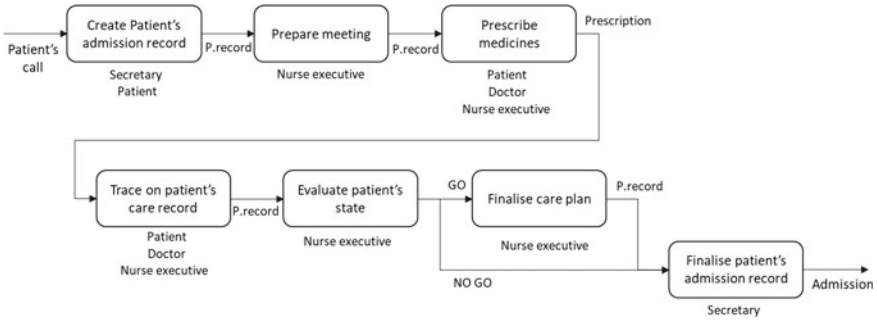 Patient's
call
Create Patient's
admission record
Secretary
Patient
P.record
Prepare meeting
Nurse executive
P.record
Prescribe
medicines
Patient
Doctor
Nurse executive
Prescription
Trace on patient's
care record
Patient
Doctor
Nurse executive
P.record
Evaluate patient's
state
Nurse executive
GO
NO GO
Finalise care plan
Nurse executive
P.record
Finalise patient's
admission record
Secretary
Admission